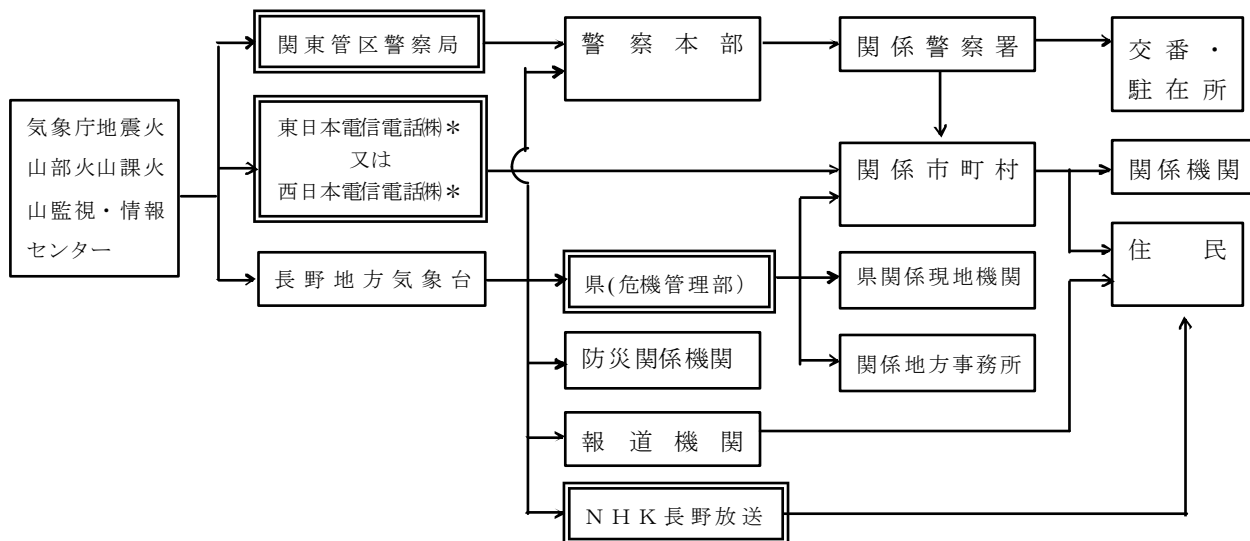 気象庁地震火
山部火山課火
山監視・情報
センター
関東管区警察局
東日本電信電話㈱＊
又は
西日本電信電話㈱＊
長野地方気象台
警察本部
県(危機管理部）
防災関係機関
報道機関
ＮＨＫ長野放送
関係警察署
関係市町村
県関係現地機関
関係地方事務所
交番・
駐在所
関係機関
住民